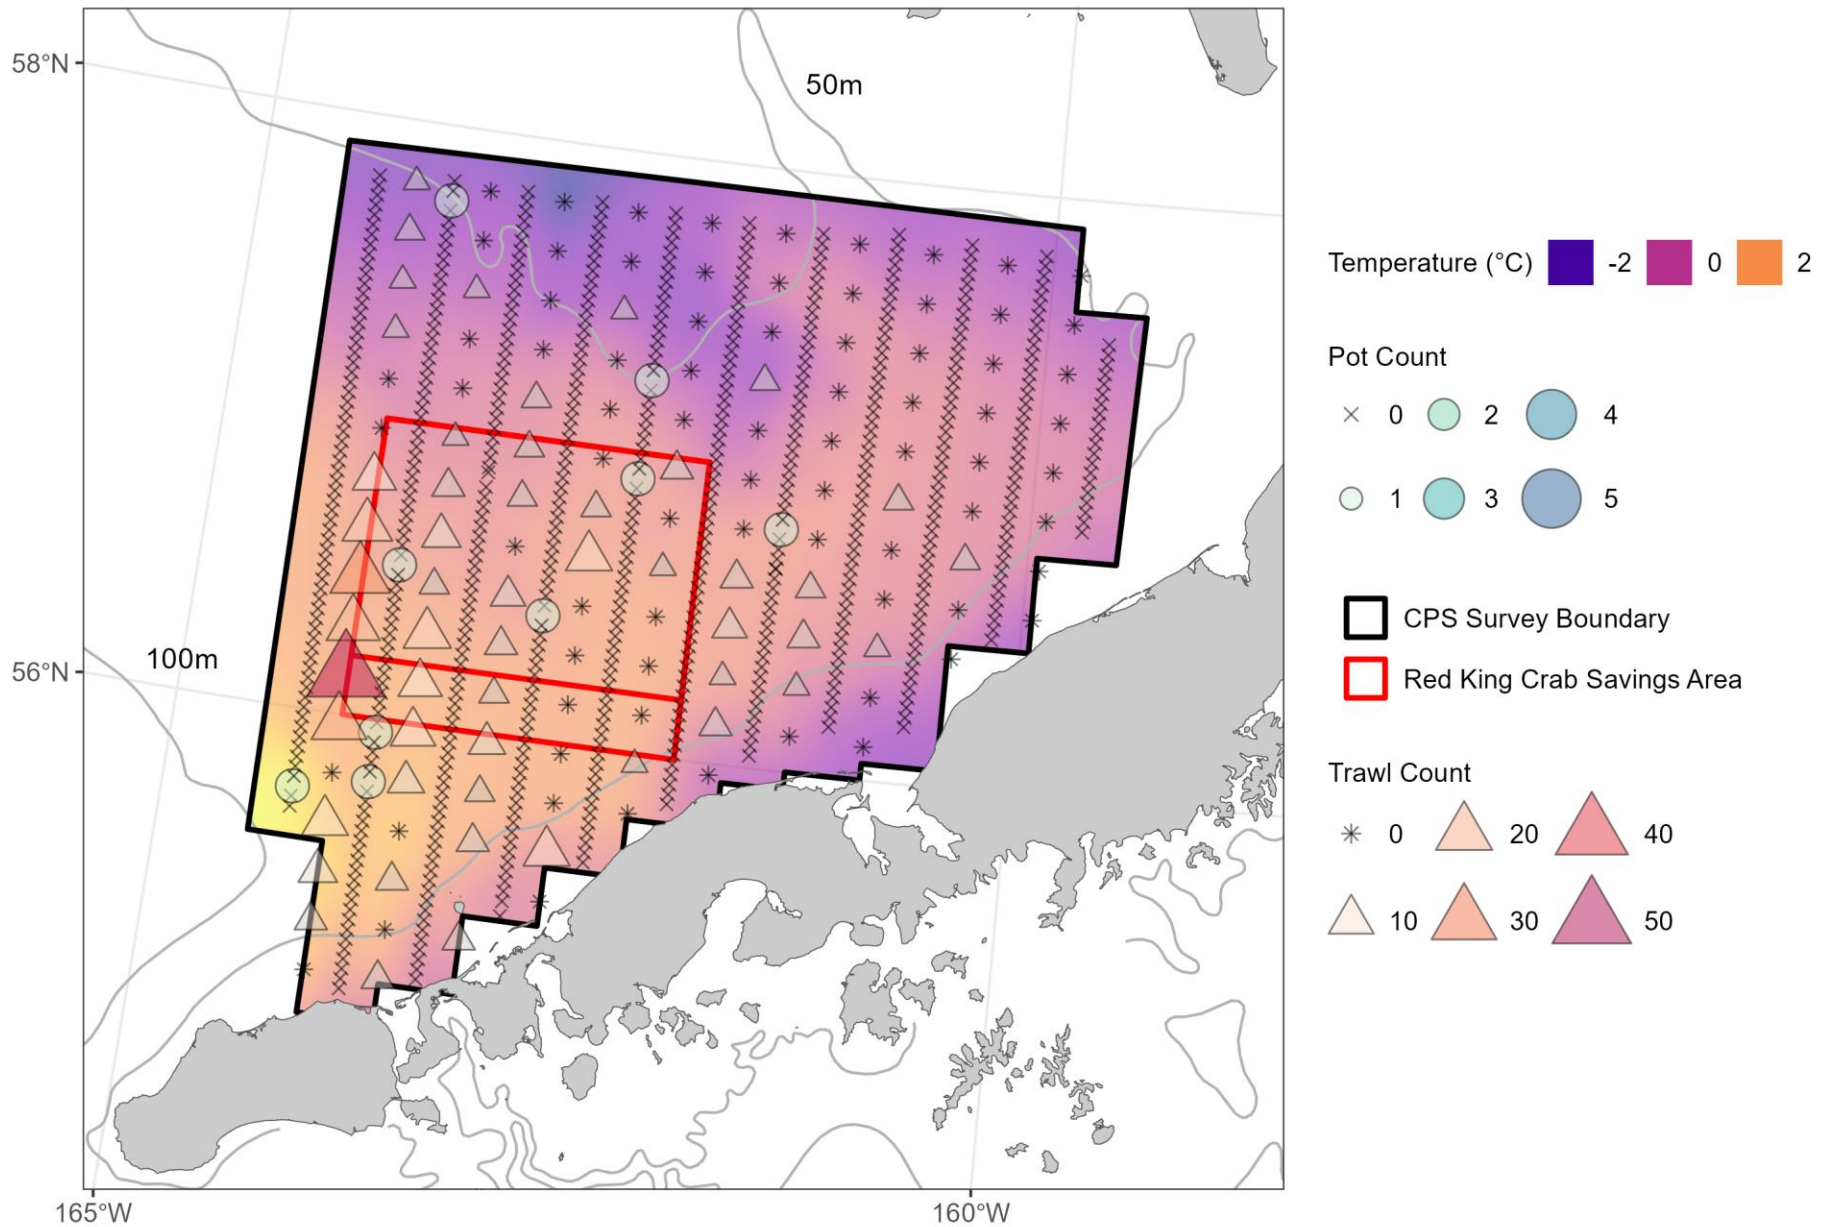 58°N
56°N
165°W
160°W
50m
100m
Temperature (°C) -2 0 2
Pot Count
0 2 4
1 3 5
CPS Survey Boundary
Red King Crab Savings Area
Trawl Count
0 20 40
10 30 50